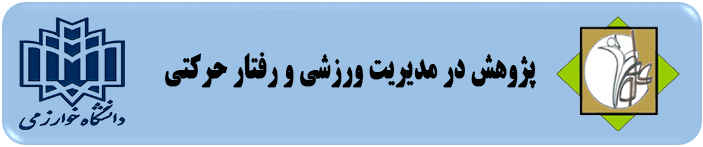 پژوهش در مدیریت ورزشی و رفتار حرکتی
دانشگاه خوارزمی